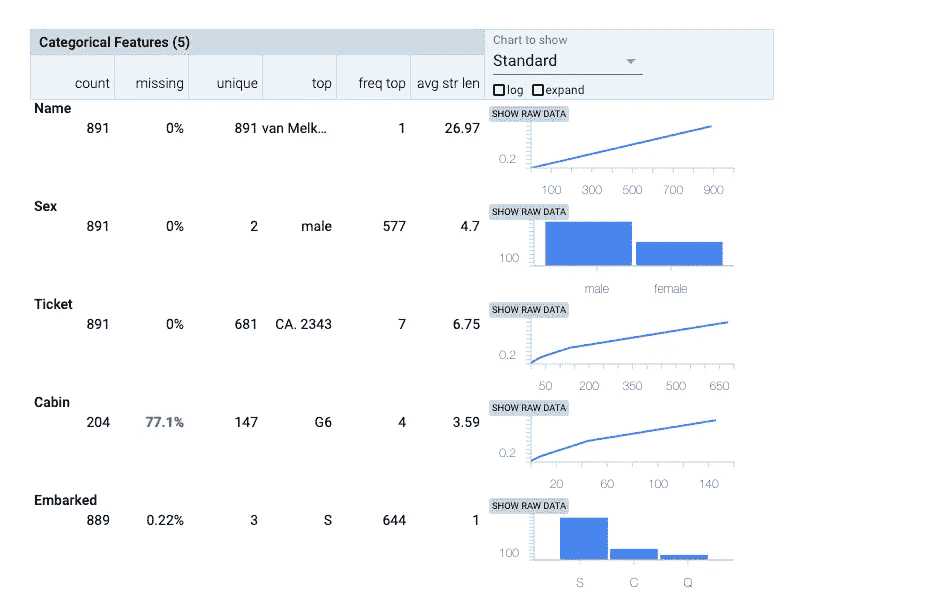 Categorical Features (5)
Chart to show
Standard
count missing unique top freq top avg str len
log expand
Name
891 0% 891 van Melk... 1 26.97
SHOW RAW DATA
0.2
100 300 500 700 900
Sex
891 0% 2 male 577 4.7
SHOW RAW DATA
100
male female
Ticket
891 0% 681 CA. 2343 7 6.75
SHOW RAW DATA
0.2
50 200 350 500 650
Cabin
204 77.1% 147 G6 4 3.59
SHOW RAW DATA
0.2
20 60 100 140
Embarked
889 0.22% 3 S 644 1
SHOW RAW DATA
100
S C Q